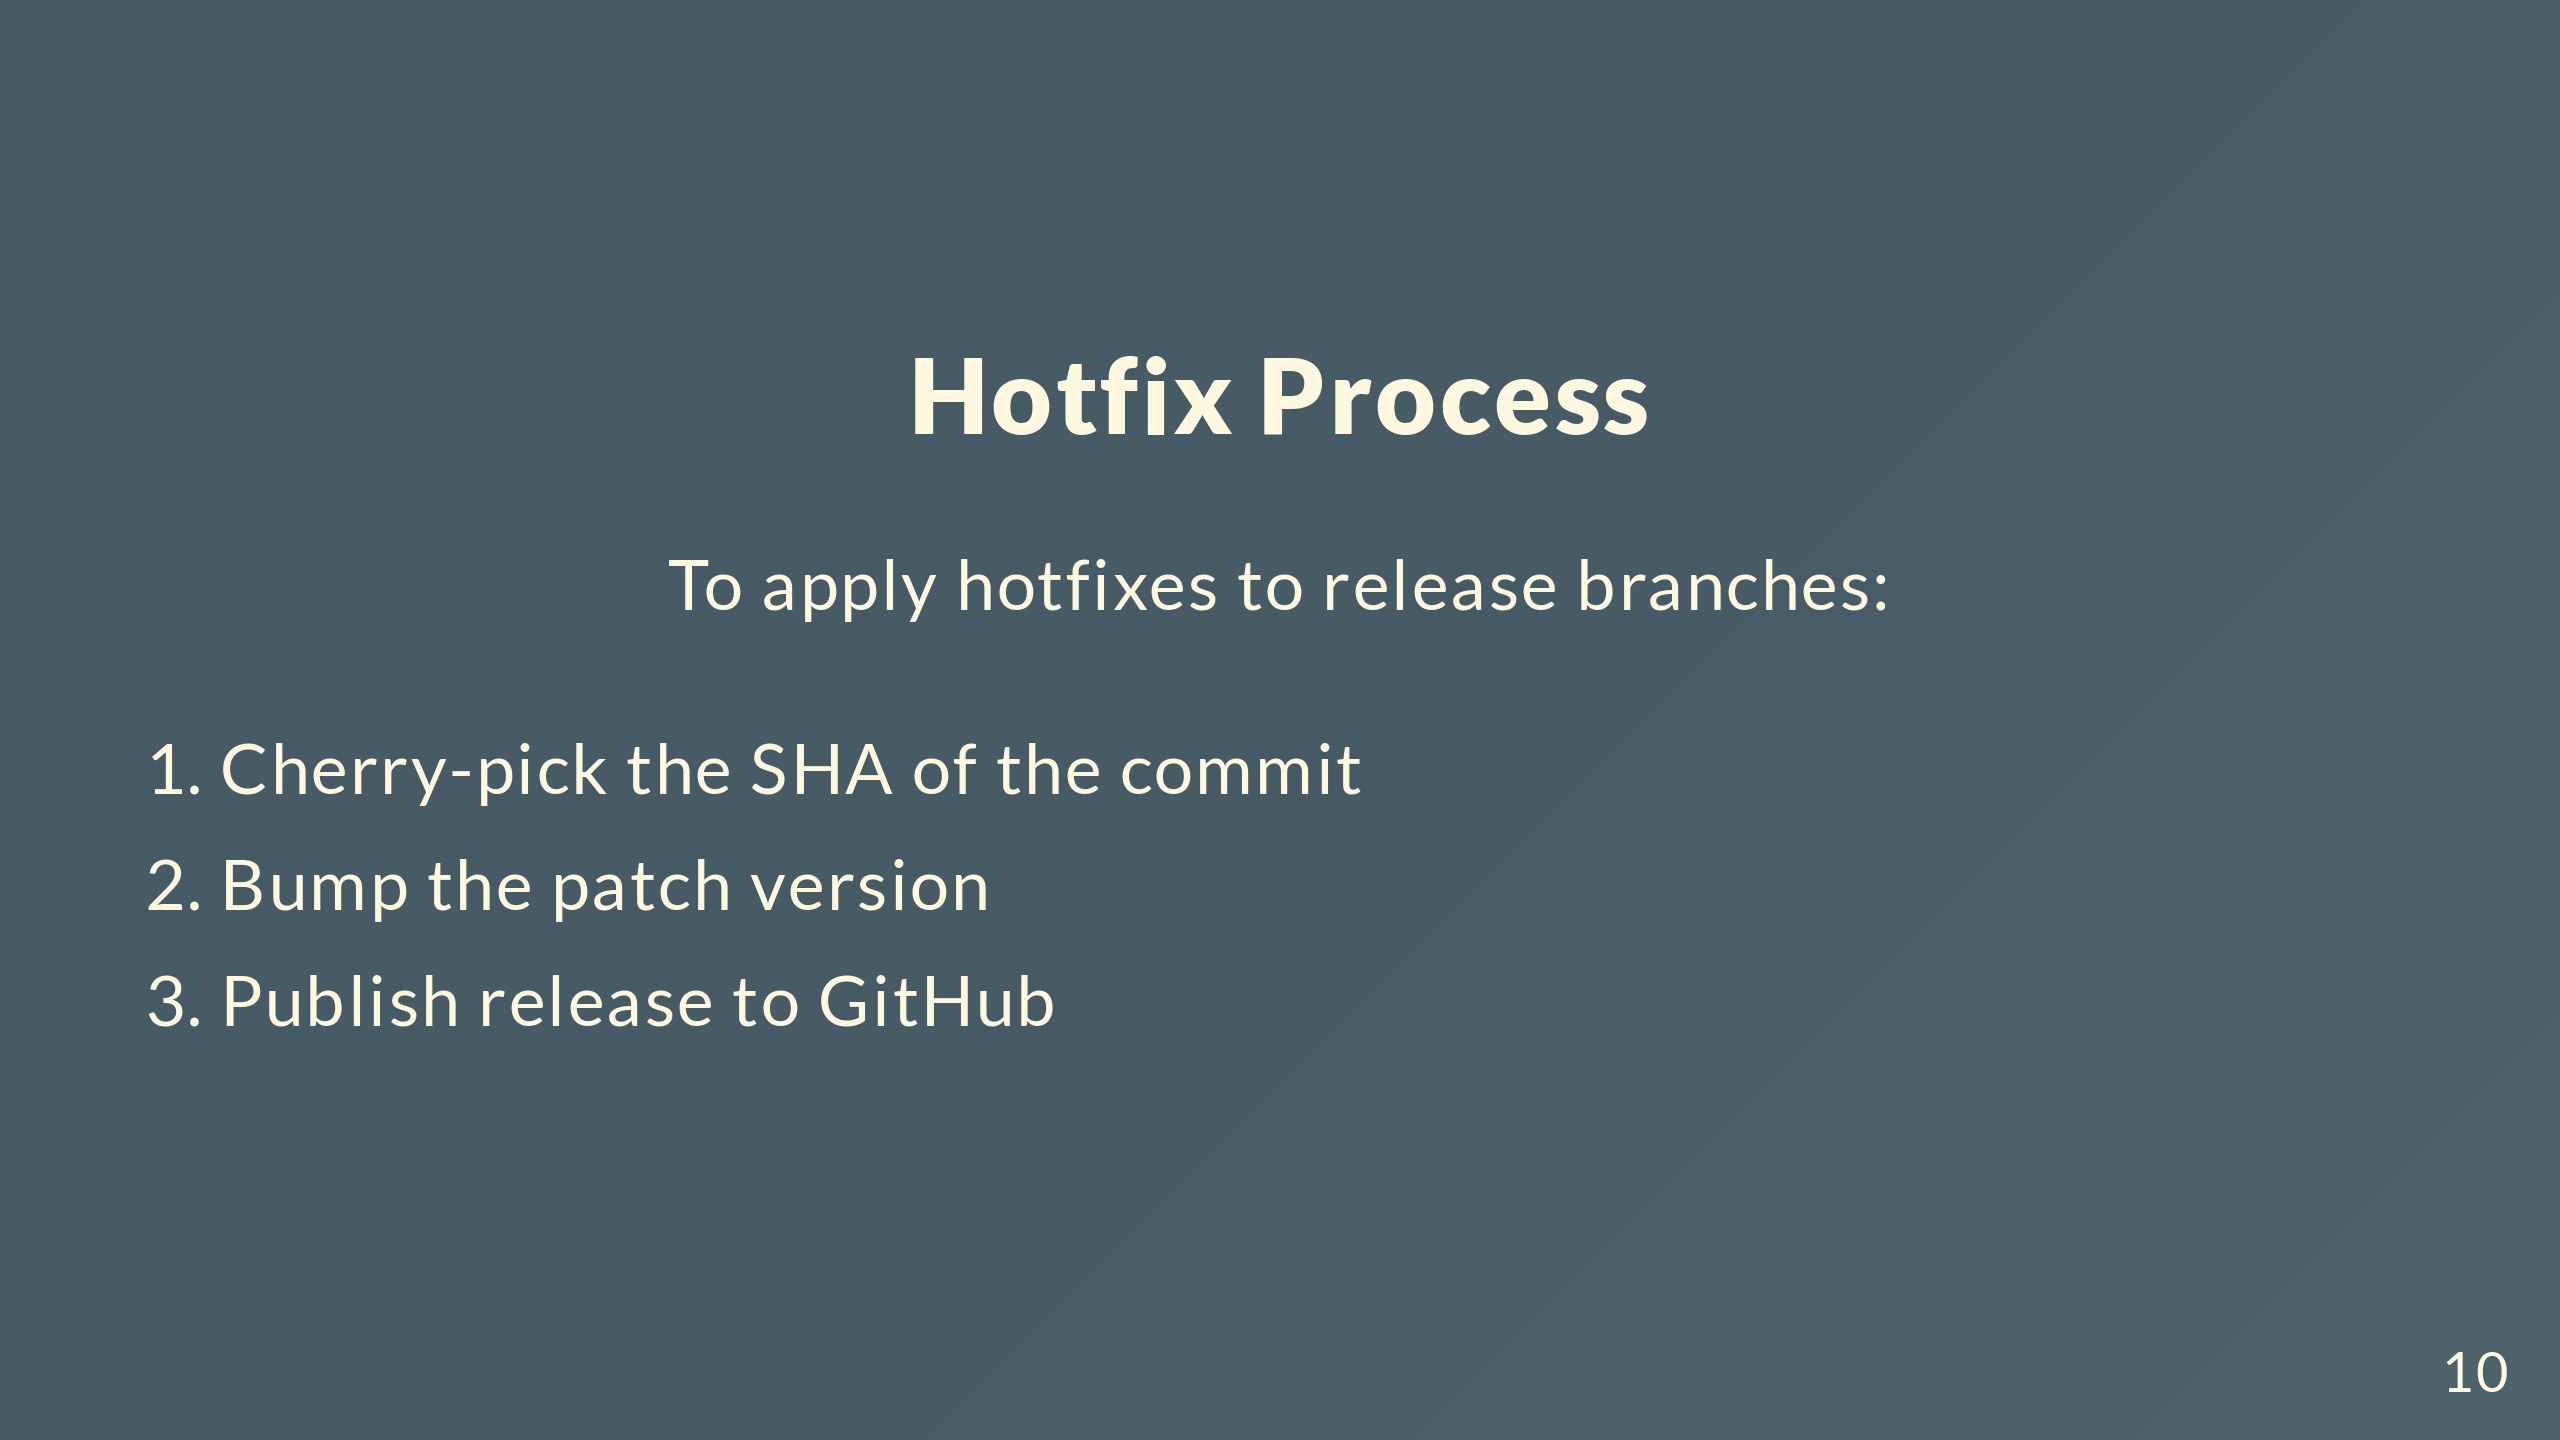 Hotfix Process
To apply hotfixes to release branches:
1. Cherry-pick the SHA of the commit
2. Bump the patch version
3. Publish release to GitHub
10